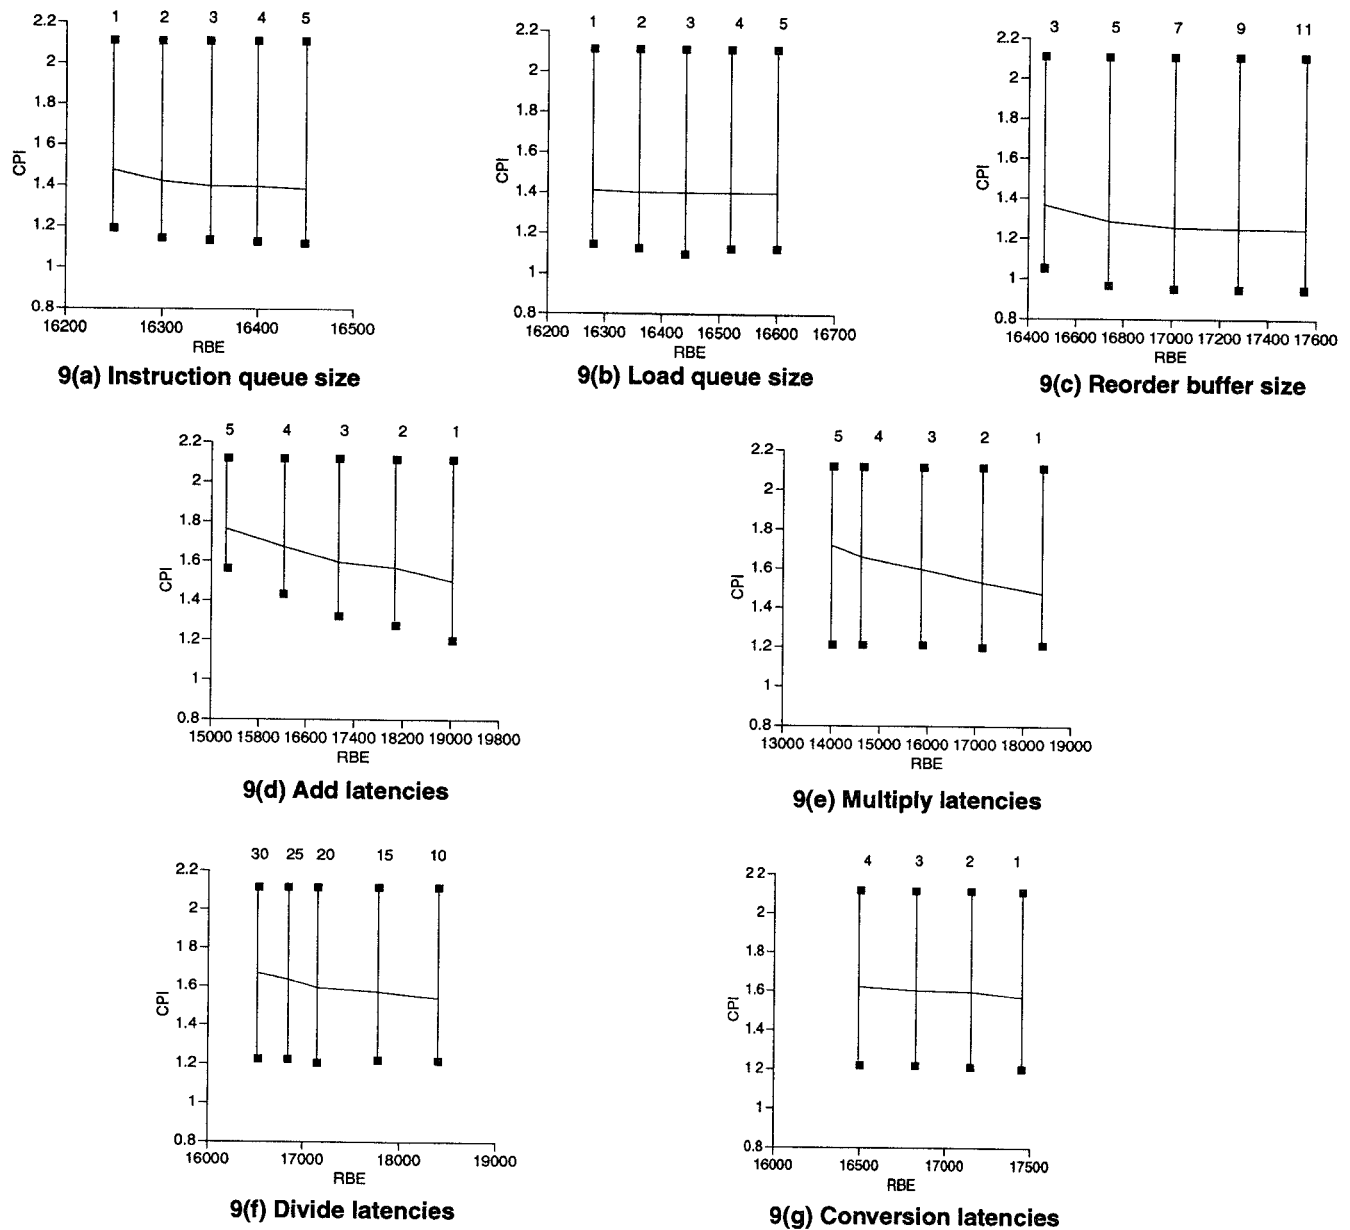 1 2 3 4 5
2.2
2
1.8
1 6
1.4
1.2
1
0.8
CPI
16200 16300 16400 16500
RBE
9(a) Instruction queue size
1 2 3 4 5
2.2
2
1.8
1.6
1.4
1.2
1
0.8
CPI
16200 16300 16400 16500 16600 16700
RBE
9(b) Load queue size
3 5 7 9 11
2.2
2
1.8
1.6
1.4
1.2
1
0.8
CPI
16400 16600 16800 17000 17200 17400 17600
RBE
9(c) Reorder buffer size
5 4 3 2 1
2.2
2
1.8
1.6
1.4
1.2
1
0.8
CPI
15000 15800 16600 17400 18200 19000 19800
RBE
9(d) Add latencies
5 4 3 2 1
2.2
2
1.8
1.6
1.4
1.2
1
0.8
CPI
13000 14000 15000 16000 17000 18000 19000
RBE
9(e) Multiply latencies
30 25 20 15 10
2.2
2
1.8
1.6
1.4
1.2
1
0.8
CPI
16000 17000 18000 19000
RBE
9(f) Divide latencies
4 3 2 1
2 2
2
1.8
1.6
1.4
1 2
1
0.8
CPI
16000 16500 17000 17500
RBE
9(g) Conversion latencies